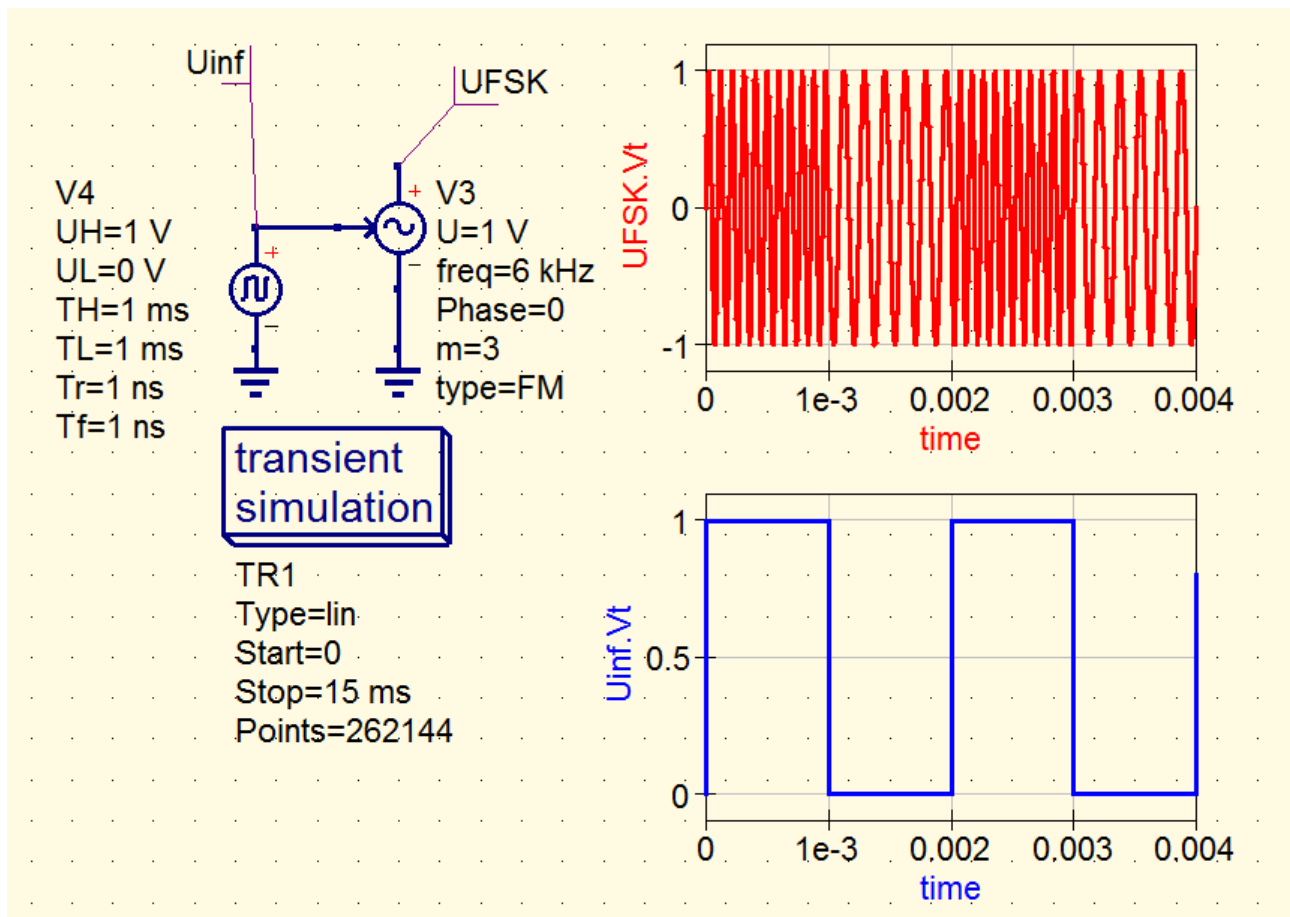 Uinf
UFSK
V4
UH=1 V
UL=0 V
TH=1 ms
TL=1 ms
Tr=1 ns
Tf=1 ns
+
−
+
−
V3
U=1 V
freq=6 kHz
Phase=0
m=3
type=FM
transient
simulation
TR1
Type=lin
Start=0
Stop=15 ms
Points=262144
UFSK.Vt
1
0
-1
0 1e-3 0.002 0.003 0.004
time
Uinf.Vt
1
0.5
0
0 1e-3 0.002 0.003 0.004
time